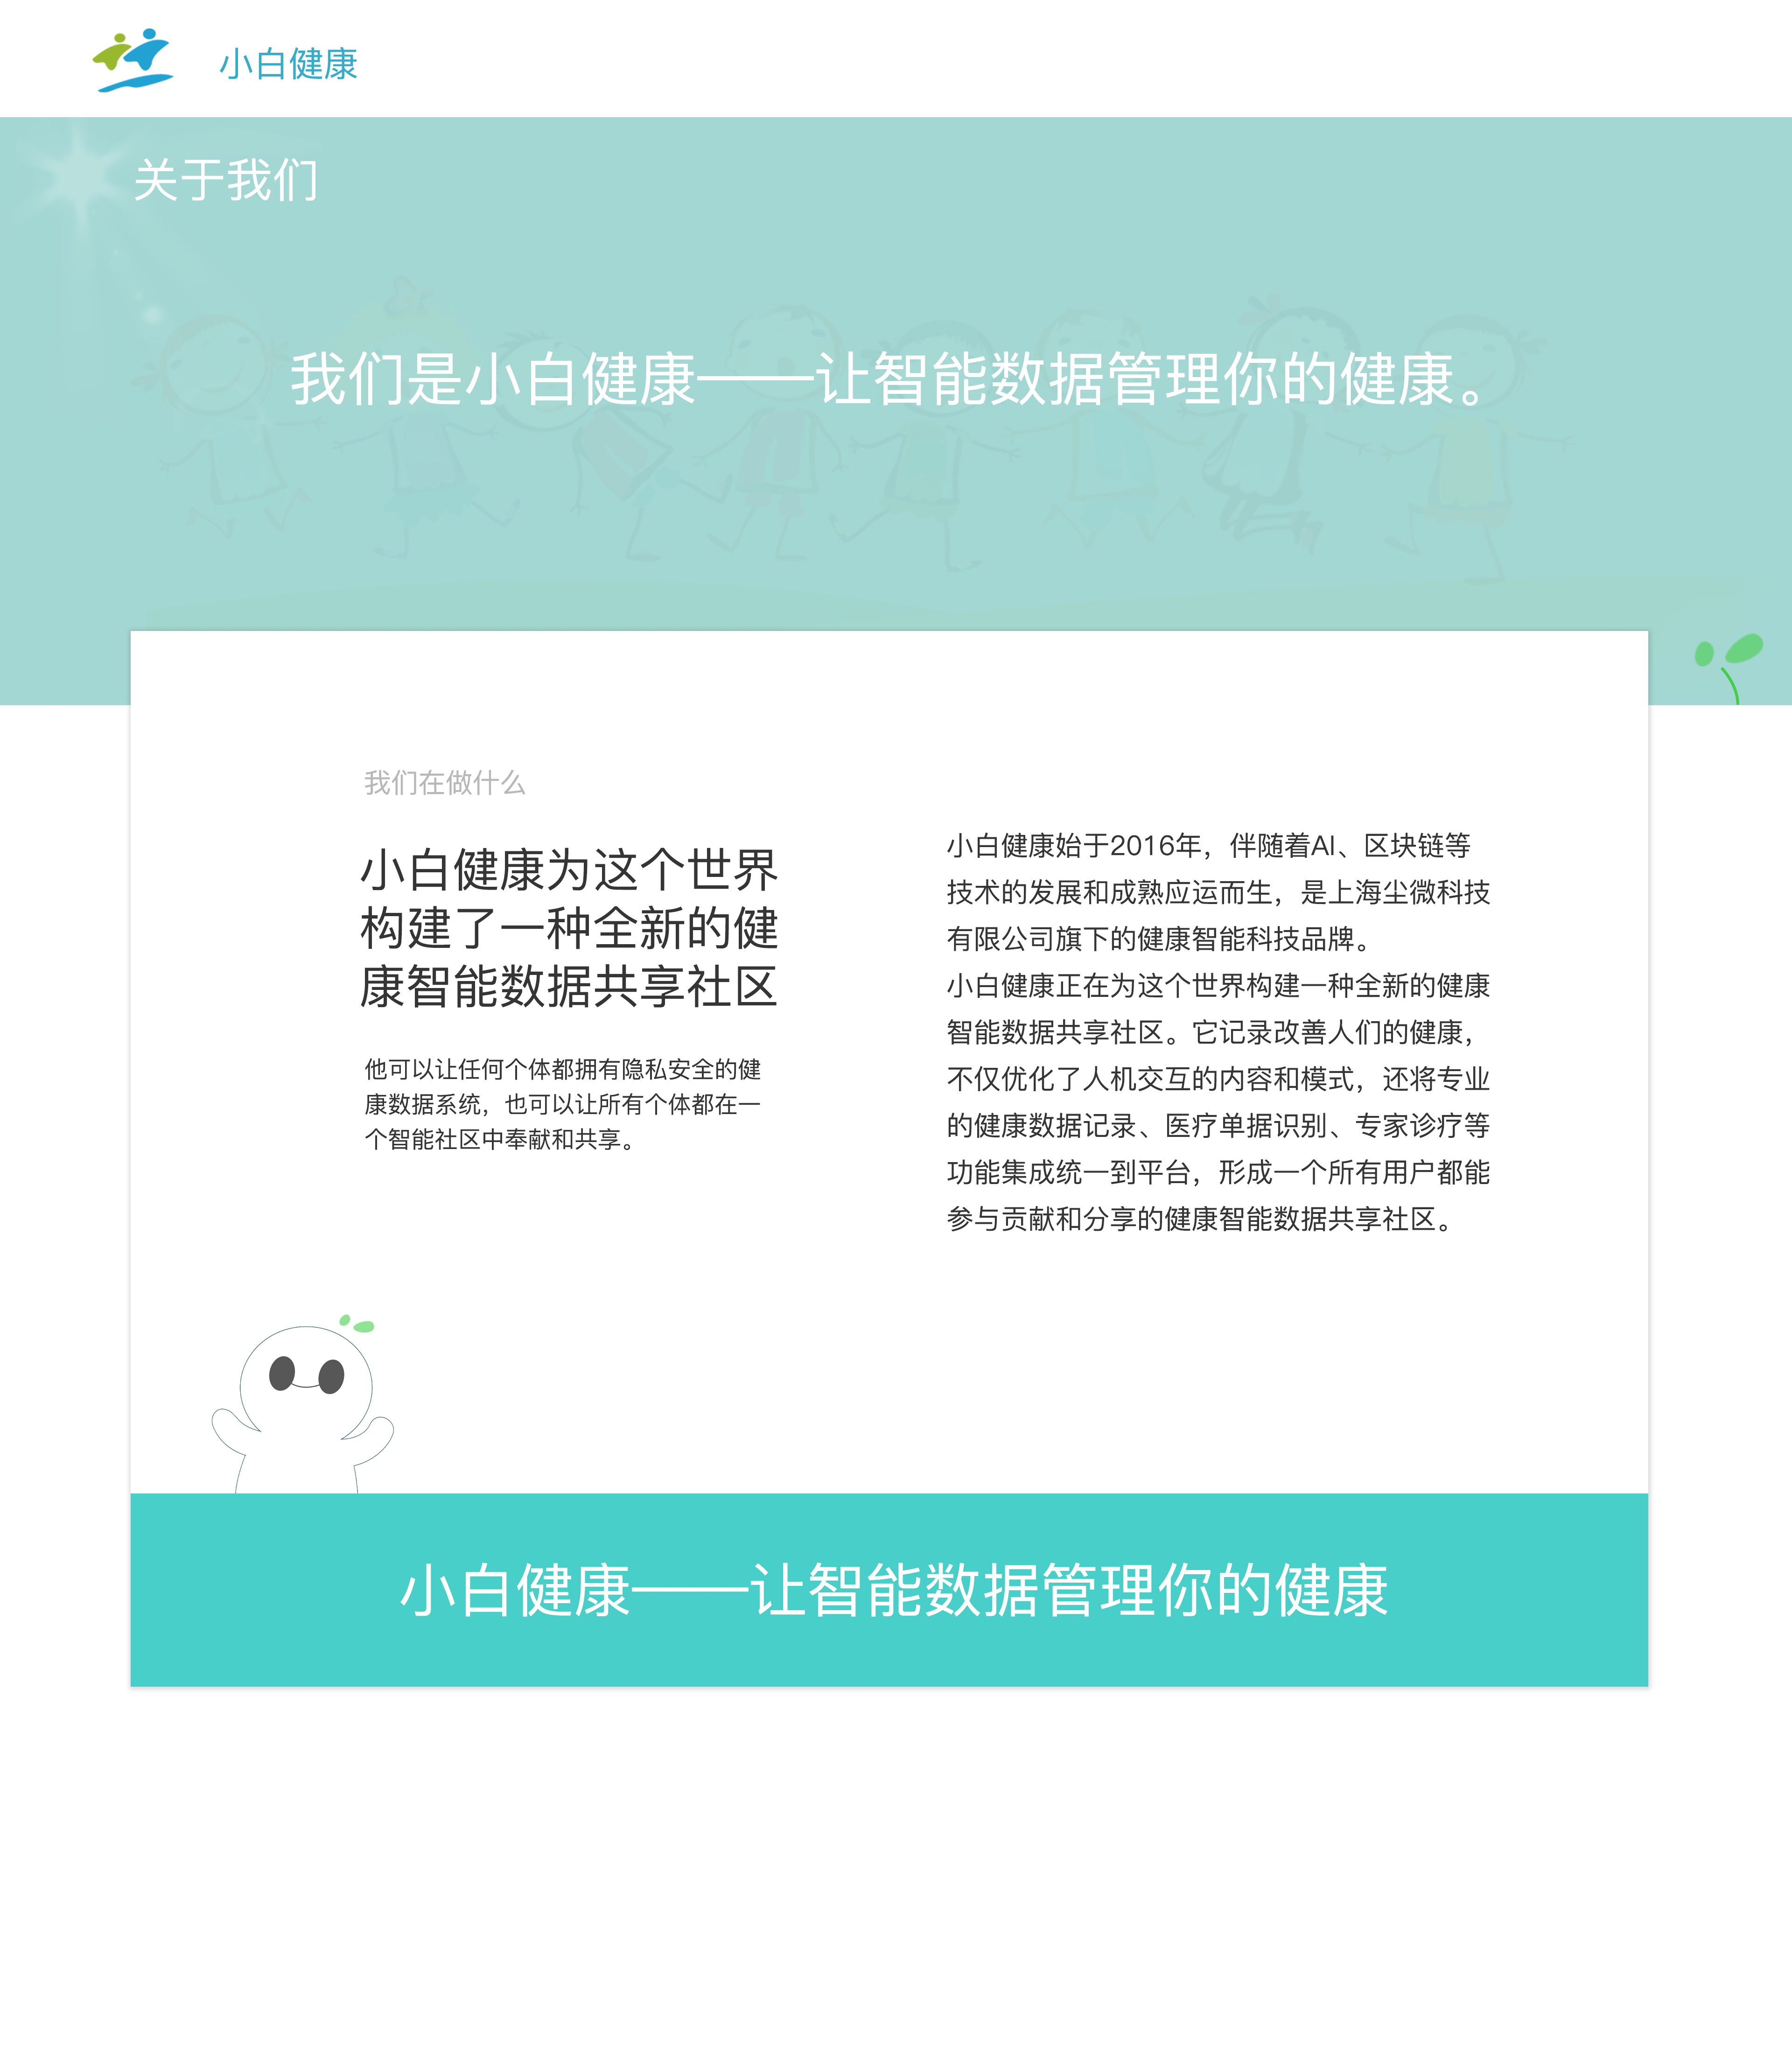 小白健康
关于我们
我们是小白健康——让智能数据管理你的健康。
我们在做什么
小白健康为这个世界
构建了一种全新的健
康智能数据共享社区
他可以让任何个体都拥有隐私安全的健
康数据系统，也可以让所有个体都在一
个智能社区中奉献和共享。
小白健康始于2016年，伴随着AI、区块链等
技术的发展和成熟应运而生，是上海尘微科技
有限公司旗下的健康智能科技品牌。
小白健康正在为这个世界构建一种全新的健康
智能数据共享社区。它记录改善人们的健康，
不仅优化了人机交互的内容和模式，还将专业
的健康数据记录、医疗单据识别、专家诊疗等
功能集成统一到平台，形成一个所有用户都能
参与贡献和分享的健康智能数据共享社区。
小白健康——让智能数据管理你的健康